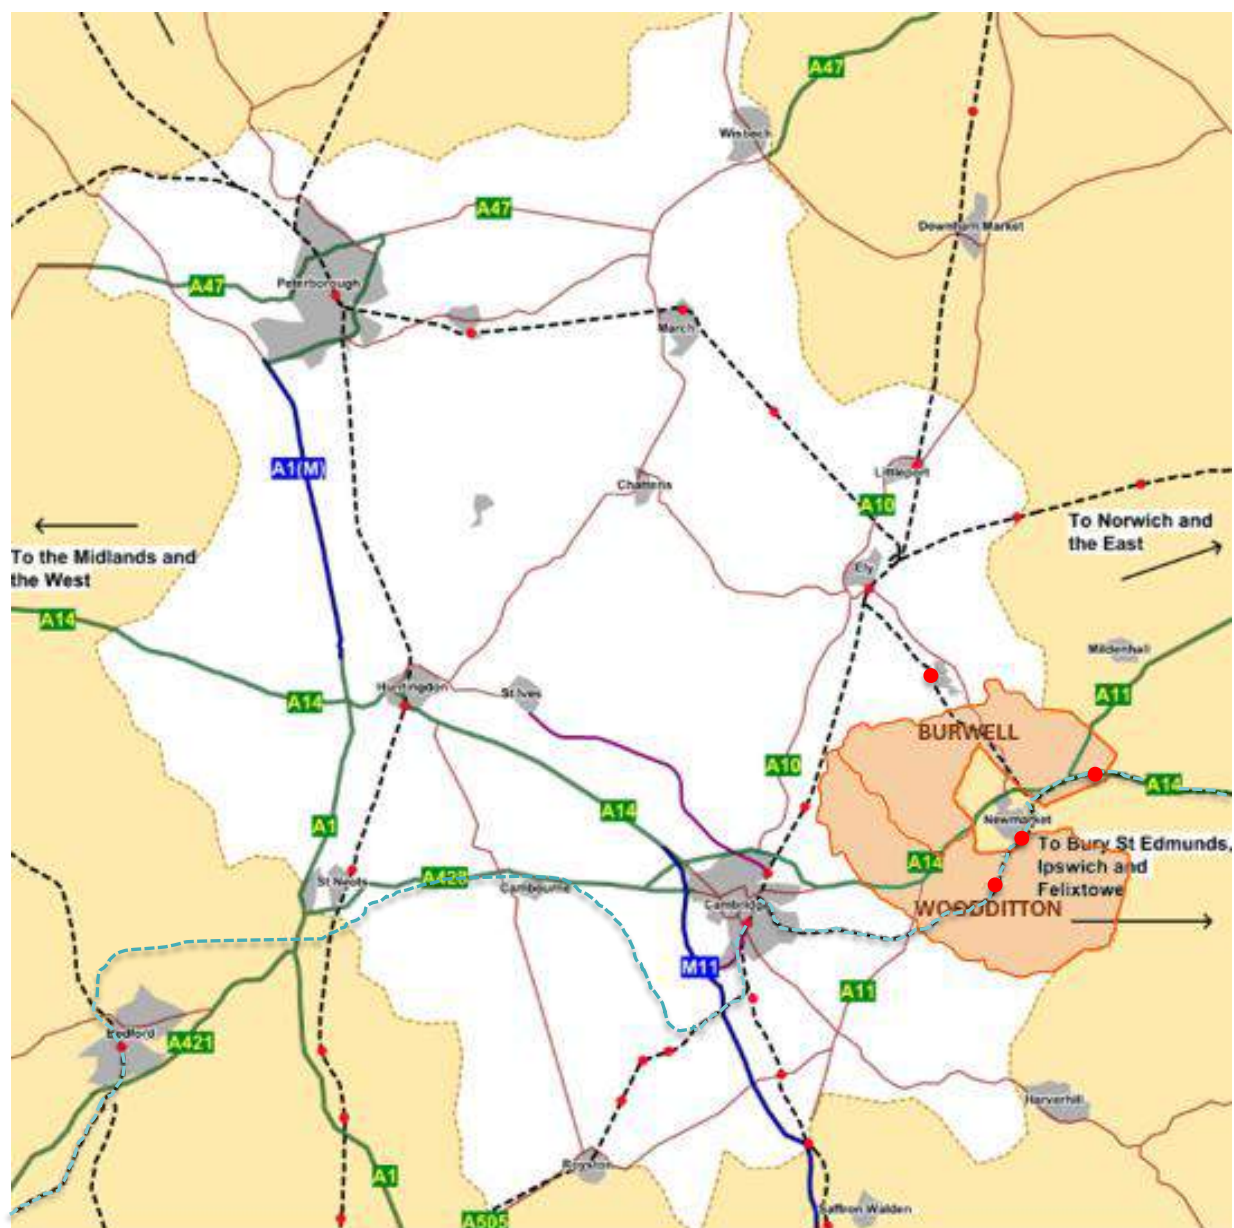 A47
Wisbech
A47
Downham Market
Peterborough
A47
March
A1(M)
Littleport
Chatteris
A10
To Norwich and
the East
To the Midlands and
the West
Ely
A14
Mildenhall
Huntingdon
St Ives
A14
A11
BURWELL
A10
A14
A14
Newmarket
A1
To Bury St Edmunds,
Ipswich and
Felixtowe
A14
St Neots
A428
Cambourne
Cambridge
WOODDITTON
M11
A11
Bedford
A421
Haverhill
Royston
A1
Saffron Walden
A505